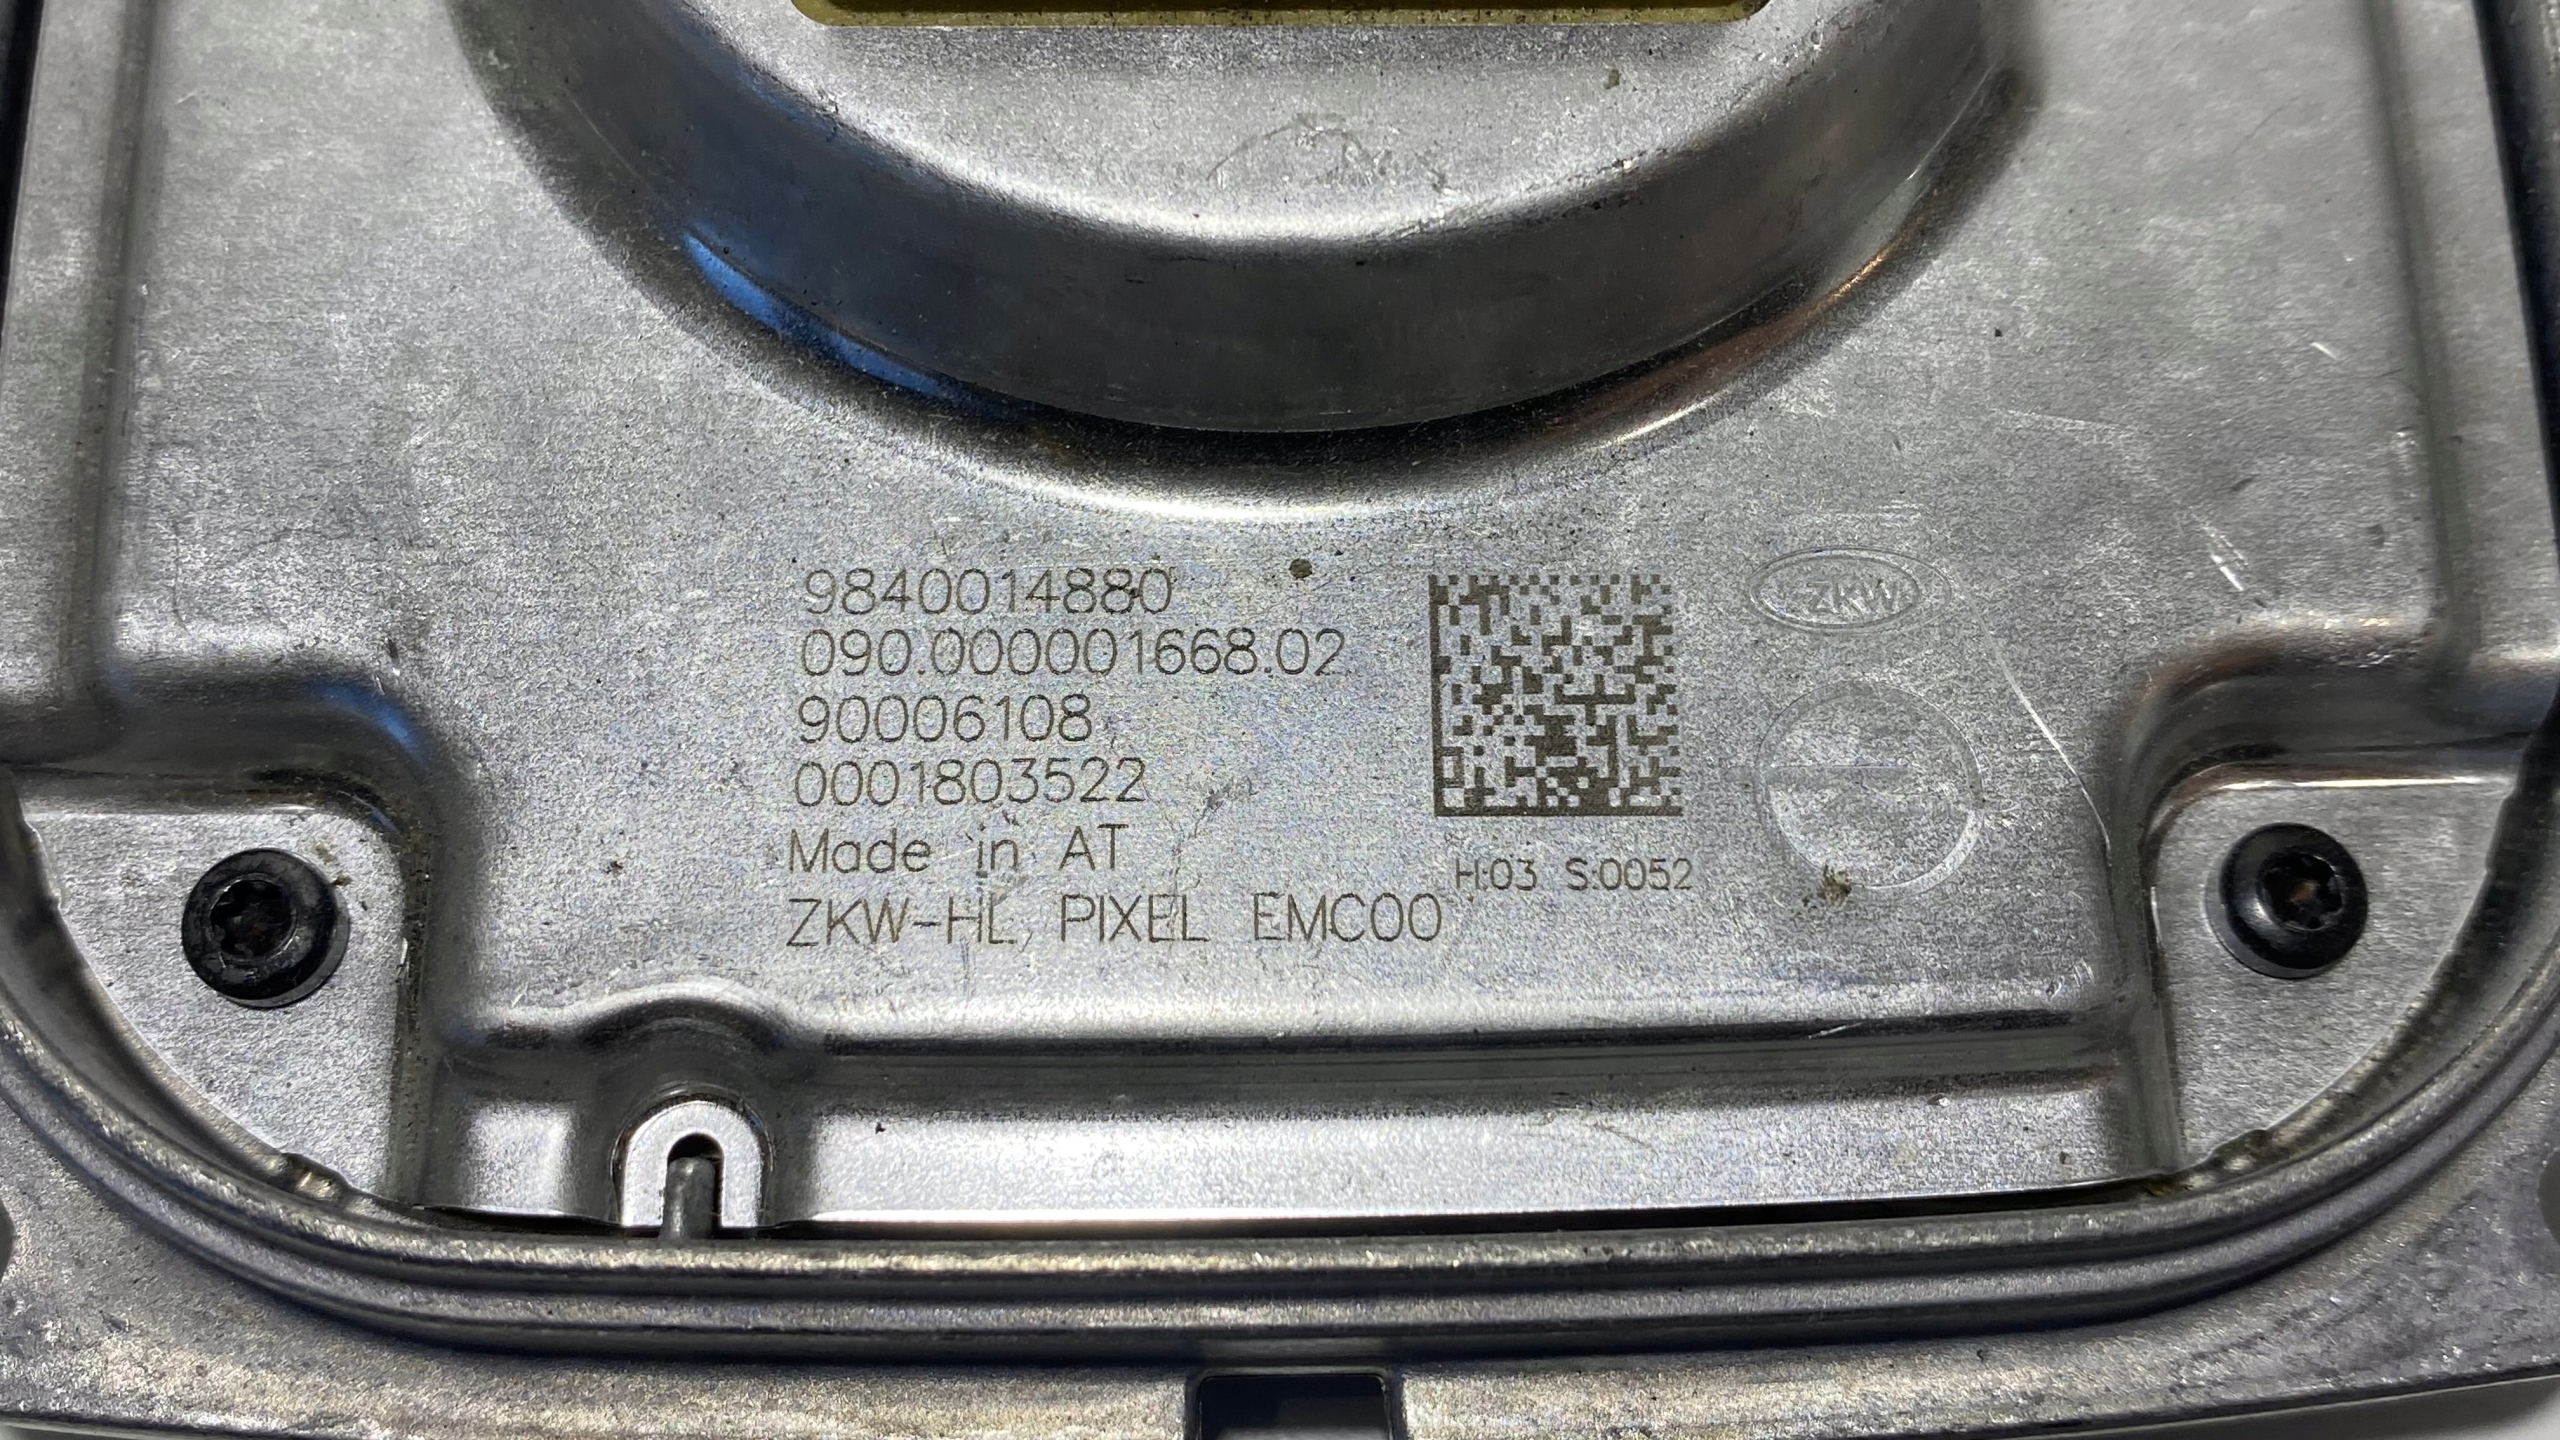 9840014880
090.000001668.02
90006108
0001803522
Made in AT
ZKW-HL PIXEL EMC00
H:03 S:0052
ZKW